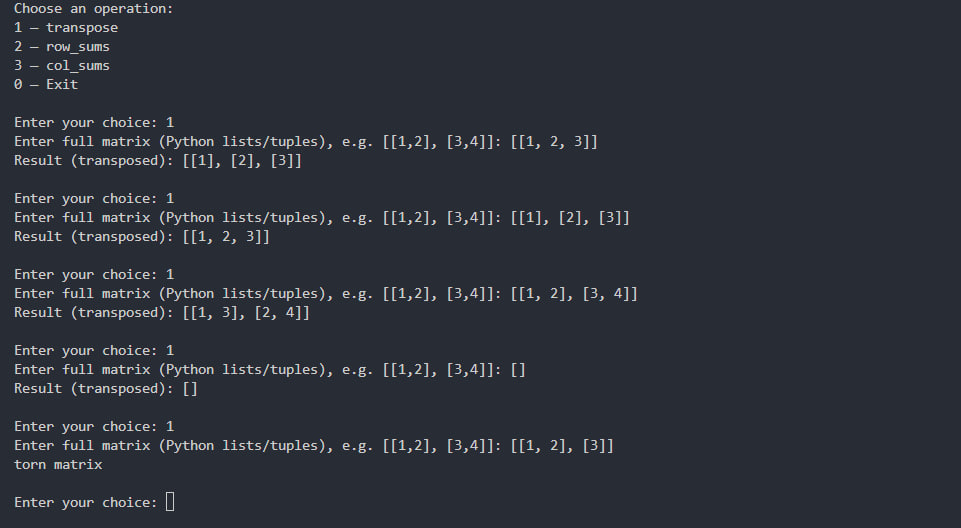 Choose an operation:
1 – transpose
2 – row_sums
3 – col_sums
0 – Exit
Enter your choice: 1
Enter full matrix (Python lists/tuples), e.g. [[1,2], [3,4]]: [[1, 2, 3]]
Result (transposed): [[1], [2], [3]]
Enter your choice: 1
Enter full matrix (Python lists/tuples), e.g. [[1,2], [3,4]]: [[1], [2], [3]]
Result (transposed): [[1, 2, 3]]
Enter your choice: 1
Enter full matrix (Python lists/tuples), e.g. [[1,2], [3,4]]: [[1, 2], [3, 4]]
Result (transposed): [[1, 3], [2, 4]]
Enter your choice: 1
Enter full matrix (Python lists/tuples), e.g. [[1,2], [3,4]]: []
Result (transposed): []
Enter your choice: 1
Enter full matrix (Python lists/tuples), e.g. [[1,2], [3,4]]: [[1, 2], [3]]
torn matrix
Enter your choice: